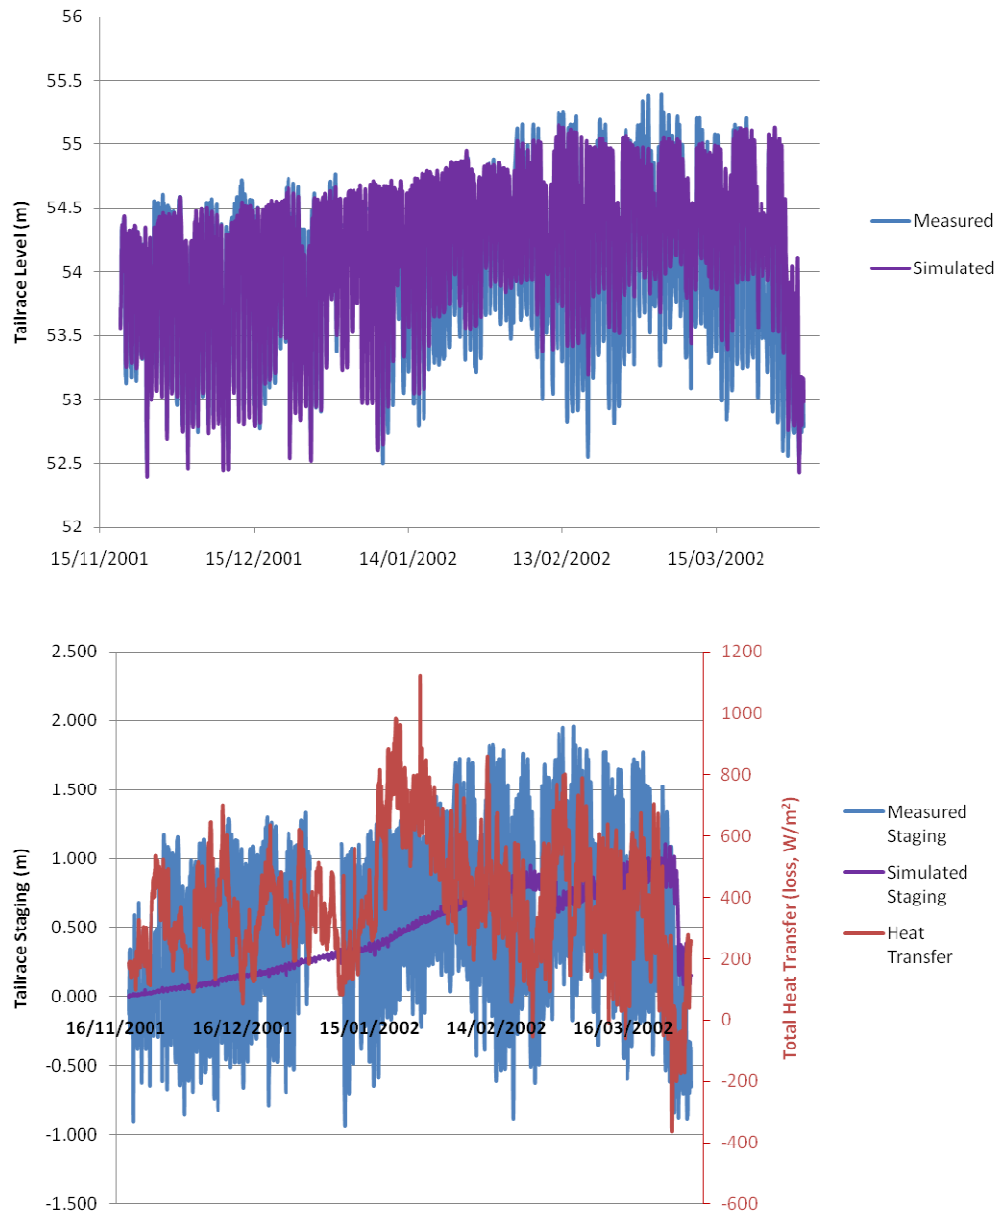 56
55.5
55
54.5
54
53.5
53
52.5
52
Tailrace Level (m)
15/11/2001 15/12/2001 14/01/2002 13/02/2002 15/03/2002
Measured
Simulated
2.500
2.000
1.500
1.000
0.500
0.000
-0.500
-1.000
-1.500
Tailrace Staging (m)
16/11/2001 16/12/2001 15/01/2002 14/02/2002 16/03/2002
1200
1000
800
600
400
200
0
-200
-400
-600
Total Heat Transfer (loss, W/m²)
Measured
Staging
Simulated
Staging
Heat
Transfer